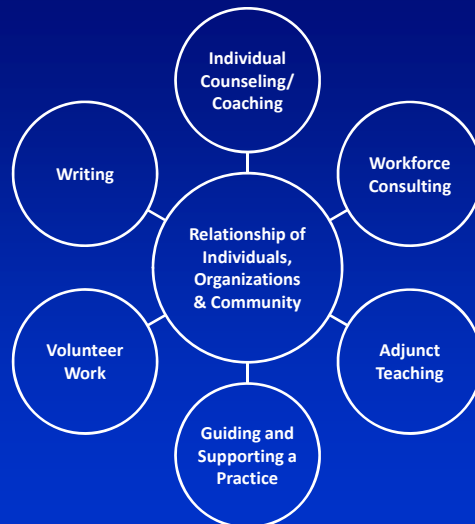 Individual
Counseling/
Coaching
Writing
Workforce
Consulting
Relationship of
Individuals,
Organizations
& Community
Volunteer
Work
Adjunct
Teaching
Guiding and
Supporting a
Practice